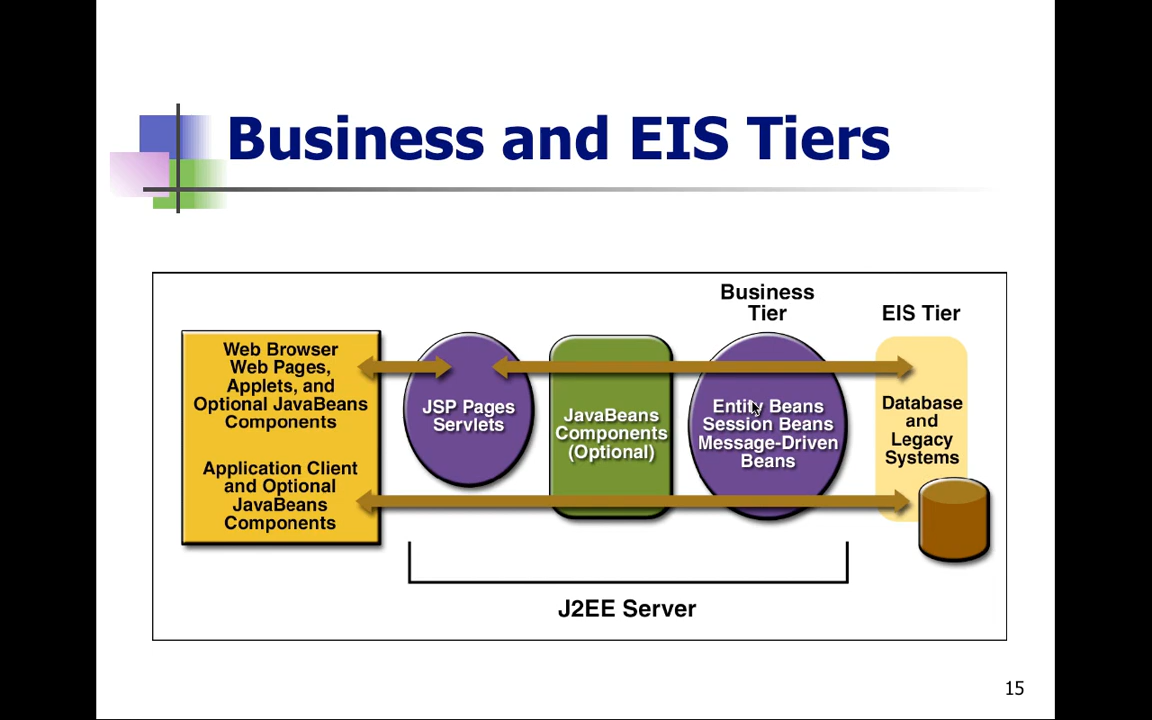 Business and EIS Tiers
Business
Tier
EIS Tier
Web Browser
Web Pages,
Applets, and
Optional JavaBeans
Components
Application Client
and Optional
JavaBeans
Components
JSP Pages
Servlets
JavaBeans
Components
(Optional)
Entity Beans
Session Beans
Message-Driven
Beans
Database
and
Legacy
Systems
J2EE Server
15